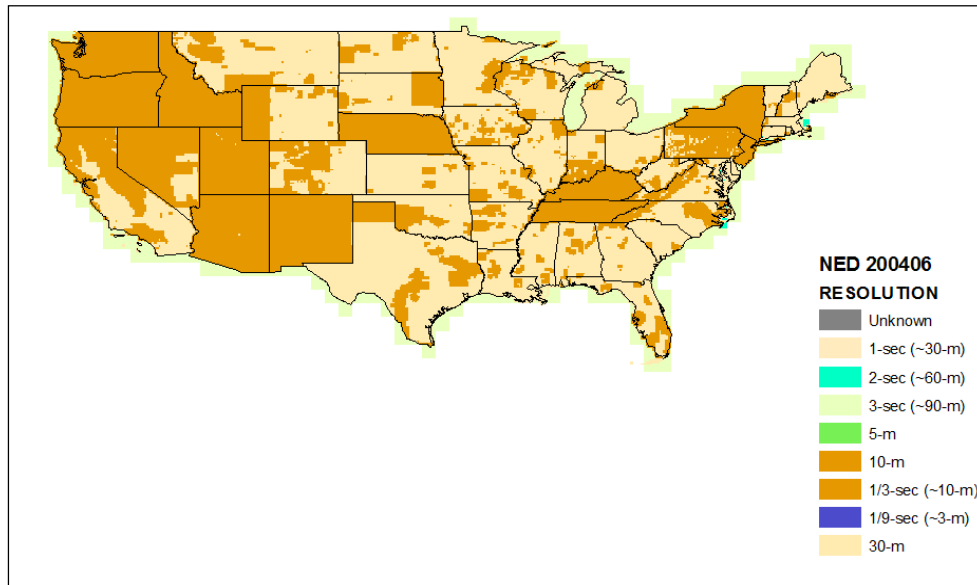 NED 200406
RESOLUTION
Unknown
1-sec (~30-m)
2-sec (~60-m)
3-sec (~90-m)
5-m
10-m
1/3-sec (~10-m)
1/9-sec (~3-m)
30-m